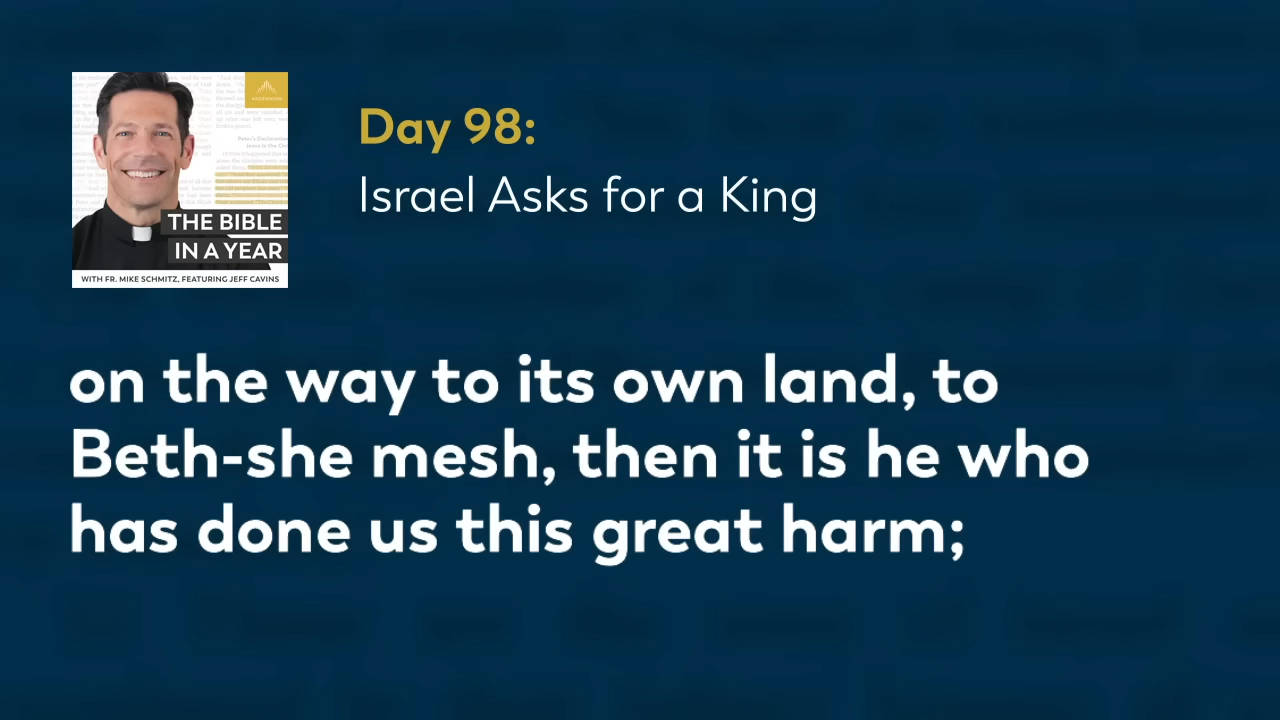 THE BIBLE
IN A YEAR
WITH FR. MIKE SCHMITZ, FEATURING JEFF CAVINS
Day 98:
Israel Asks for a King
on the way to its own land, to
Beth-she mesh, then it is he who
has done us this great harm;